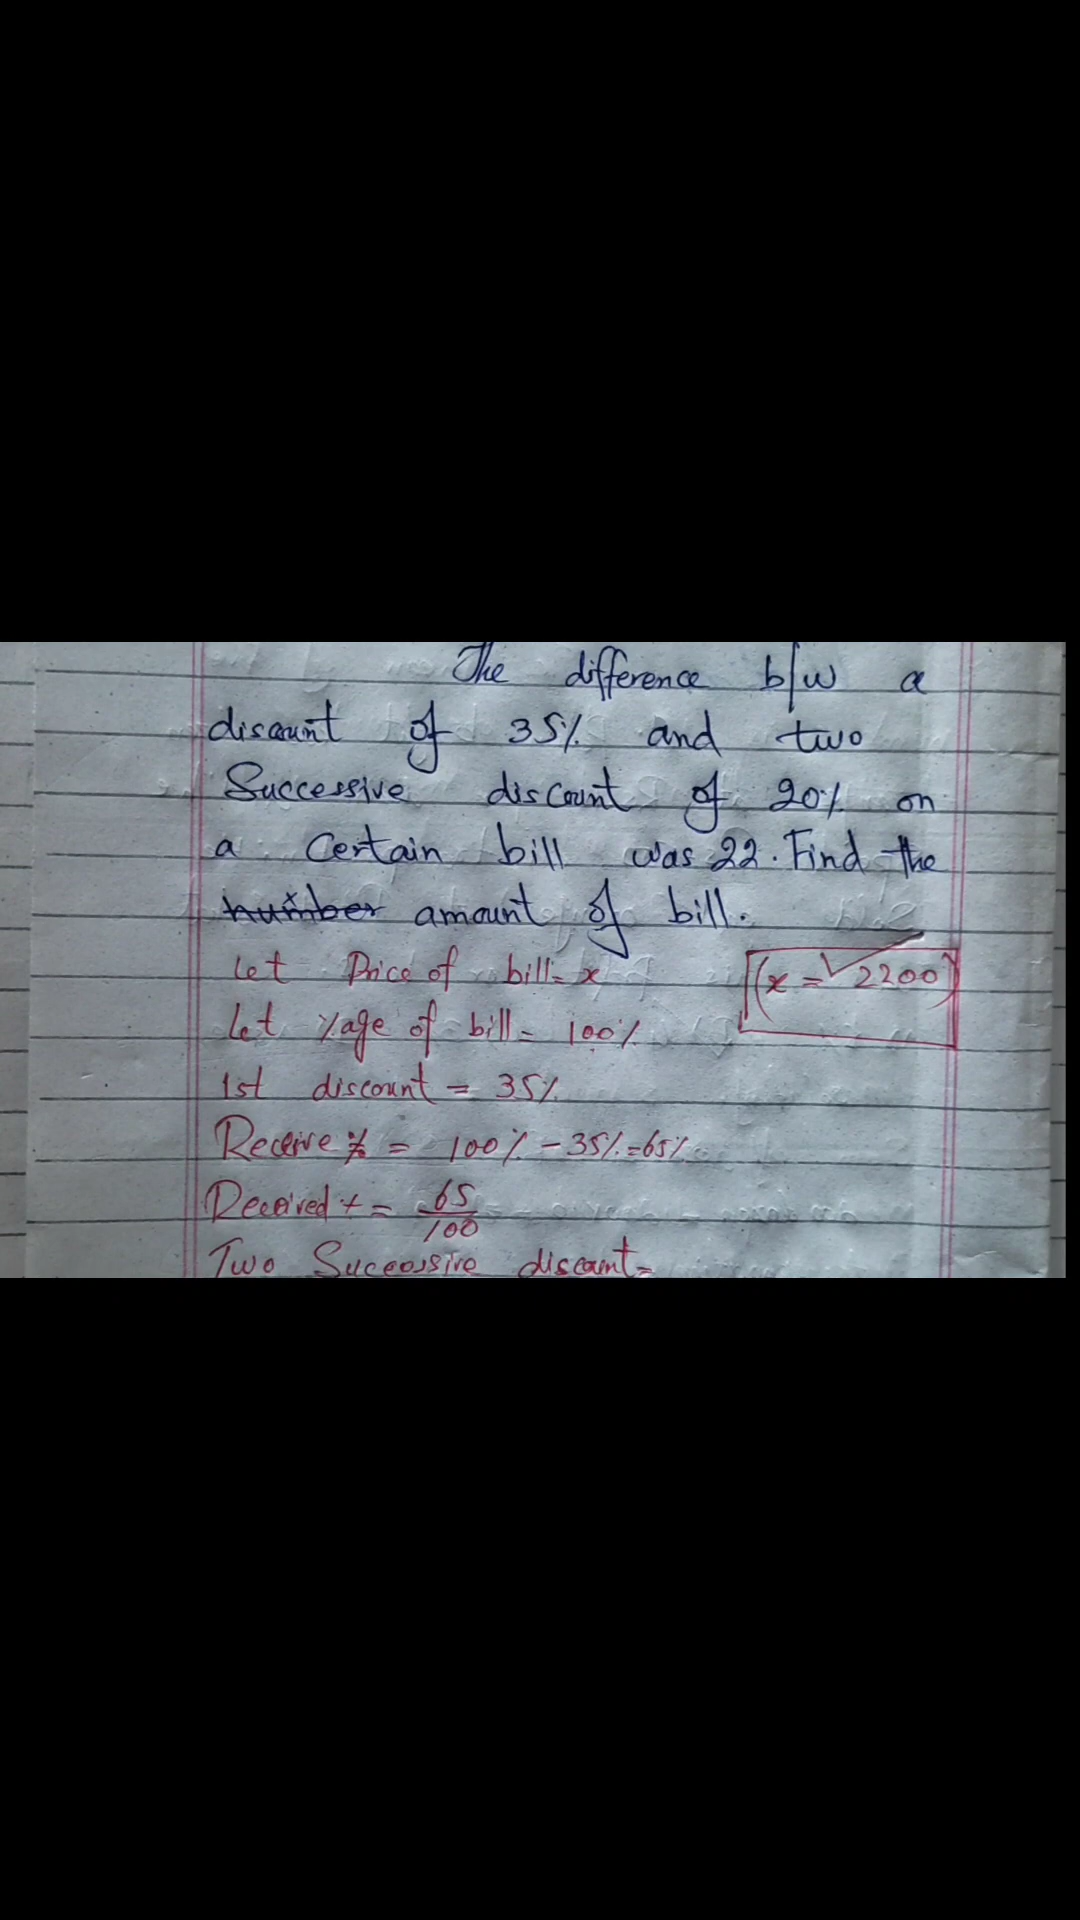 The difference b/w a
discount of 35% and two
Successive discount of 20% on
a Certain bill was 22. Find the
number amount of bill.
Let Price of bill = x
(x = 2200)
Let %age of bill = 100%
1st discount = 35%
Receive % = 100% - 35% = 65%
Received + = 65/100
Two Successive discount =